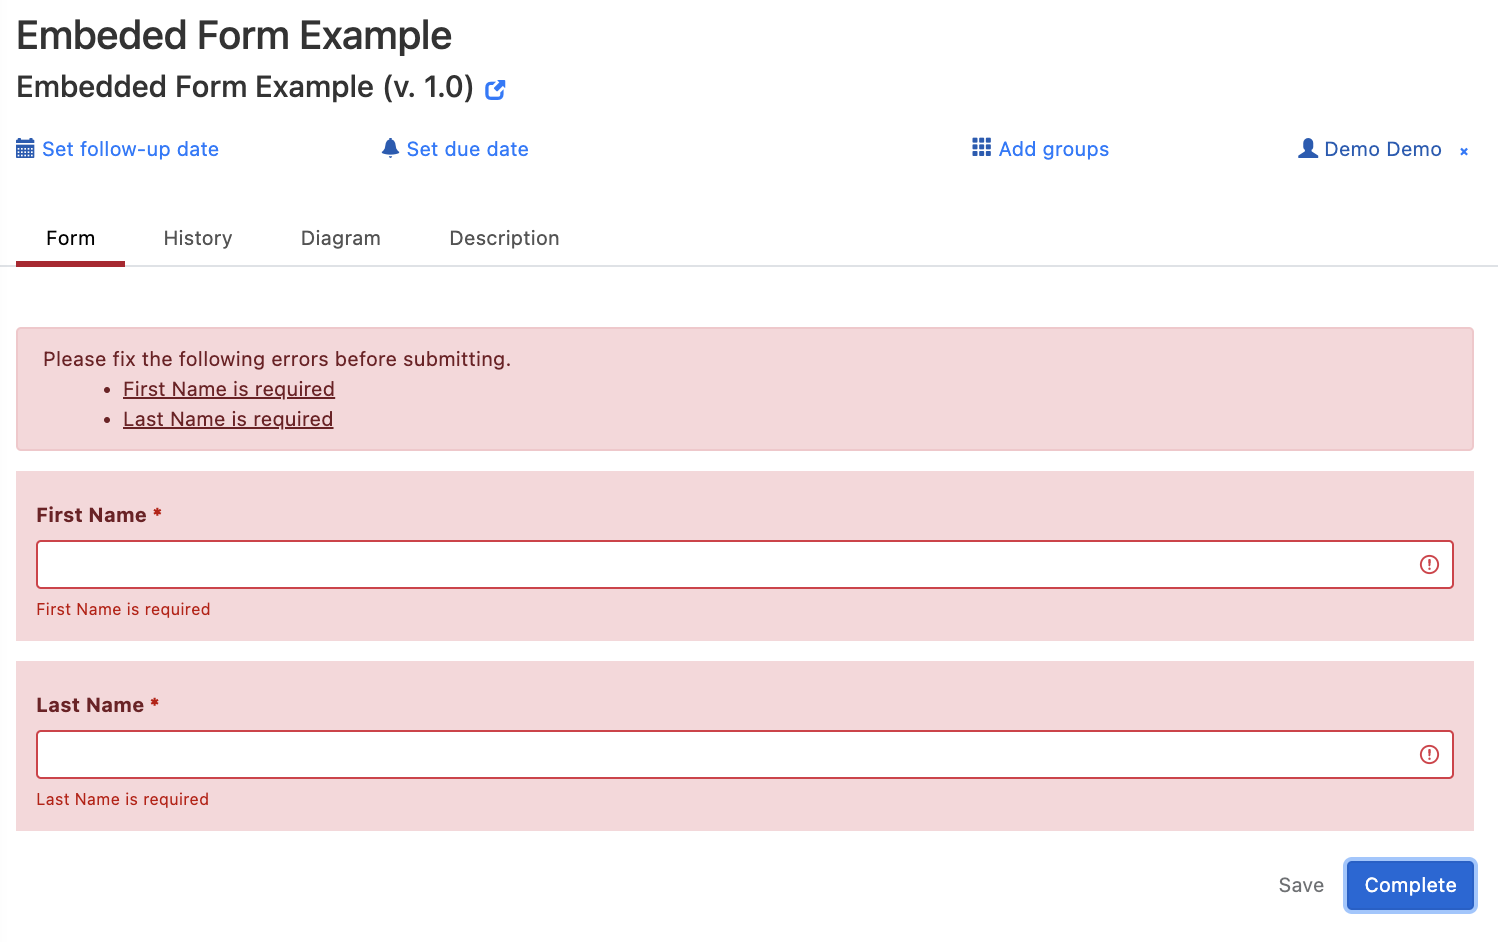 Embeded Form Example
Embedded Form Example (v. 1.0)
Set follow-up date
Set due date
Add groups
Demo Demo ×
Form
History
Diagram
Description
Please fix the following errors before submitting.
• First Name is required
• Last Name is required
First Name *
First Name is required
Last Name *
Last Name is required
Save
Complete